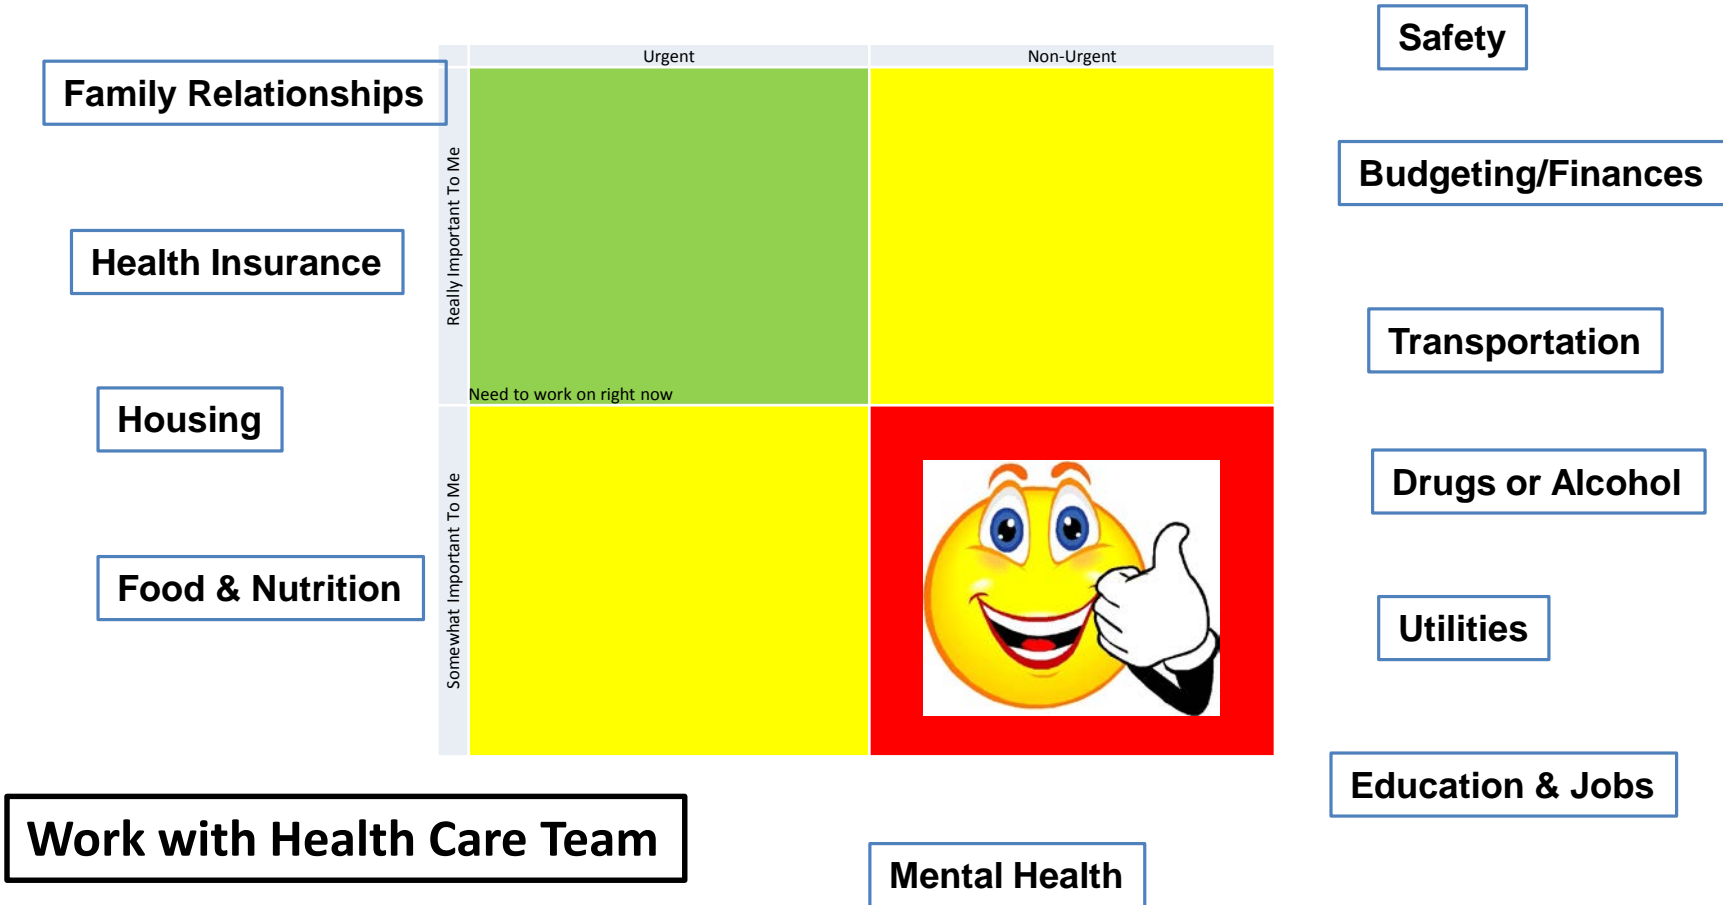 Safety
Urgent
Non-Urgent
Family Relationships
Really Important To Me
Budgeting/Finances
Health Insurance
Transportation
Need to work on right now
Housing
Somewhat Important To Me
Drugs or Alcohol
Food & Nutrition
Utilities
Education & Jobs
Work with Health Care Team
Mental Health